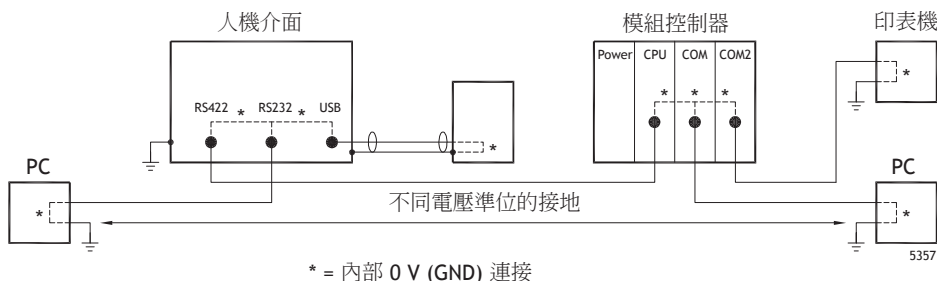 人機介面
模組控制器
印表機
Power CPU COM COM2
*
* * *
RS422 * RS232 * USB
*
PC
PC
不同電壓準位的接地
*
*
5357
* = 內部 0 V (GND) 連接